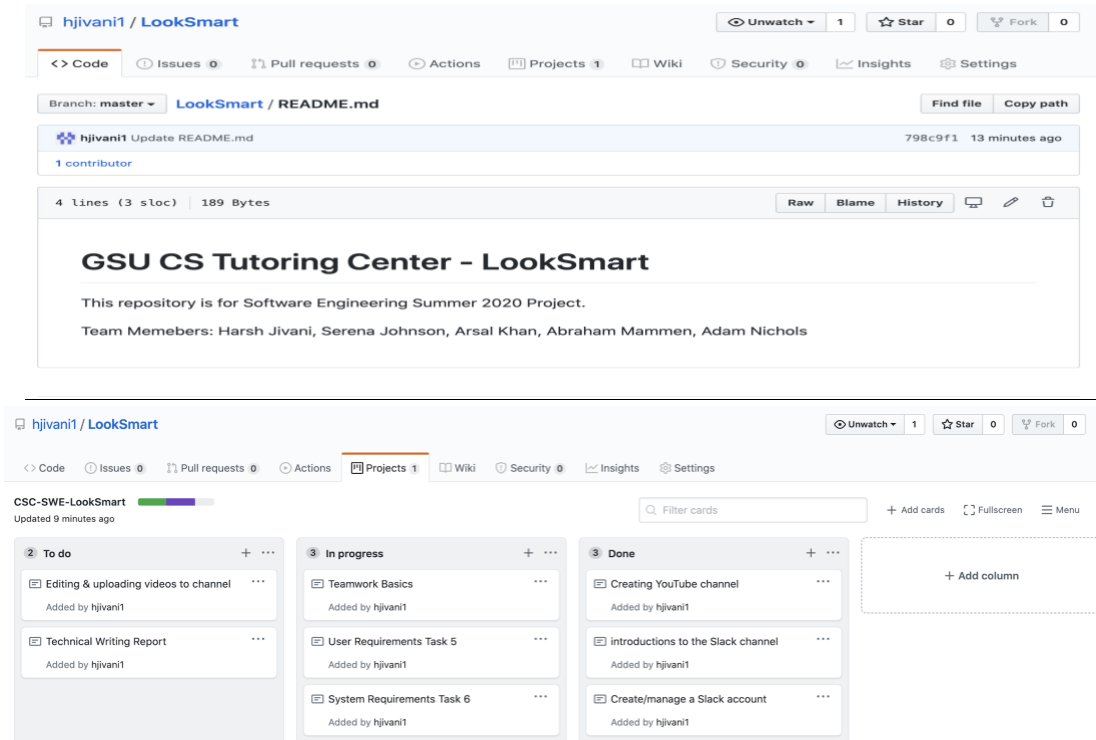 hjivani1 / LookSmart
Unwatch 1 Star 0 Fork 0
<> Code Issues 0 Pull requests 0 Actions Projects 1 Wiki Security 0 Insights Settings
Branch: master LookSmart / README.md Find file Copy path
hjivani1 Update README.md 798c9f1 13 minutes ago
1 contributor
4 lines (3 sloc) 189 Bytes Raw Blame History
GSU CS Tutoring Center - LookSmart
This repository is for Software Engineering Summer 2020 Project.
Team Memebers: Harsh Jivani, Serena Johnson, Arsal Khan, Abraham Mammen, Adam Nichols
hjivani1 / LookSmart
Unwatch 1 Star 0 Fork 0
<> Code Issues 0 Pull requests 0 Actions Projects 1 Wiki Security 0 Insights Settings
CSC-SWE-LookSmart
Updated 9 minutes ago
Filter cards + Add cards Fullscreen Menu
2 To do + ...
Editing & uploading videos to channel ...
Added by hjivani1
Technical Writing Report ...
Added by hjivani1
3 In progress + ...
Teamwork Basics ...
Added by hjivani1
User Requirements Task 5 ...
Added by hjivani1
System Requirements Task 6 ...
Added by hjivani1
3 Done + ...
Creating YouTube channel ...
Added by hjivani1
introductions to the Slack channel ...
Added by hjivani1
Create/manage a Slack account ...
Added by hjivani1
+ Add column